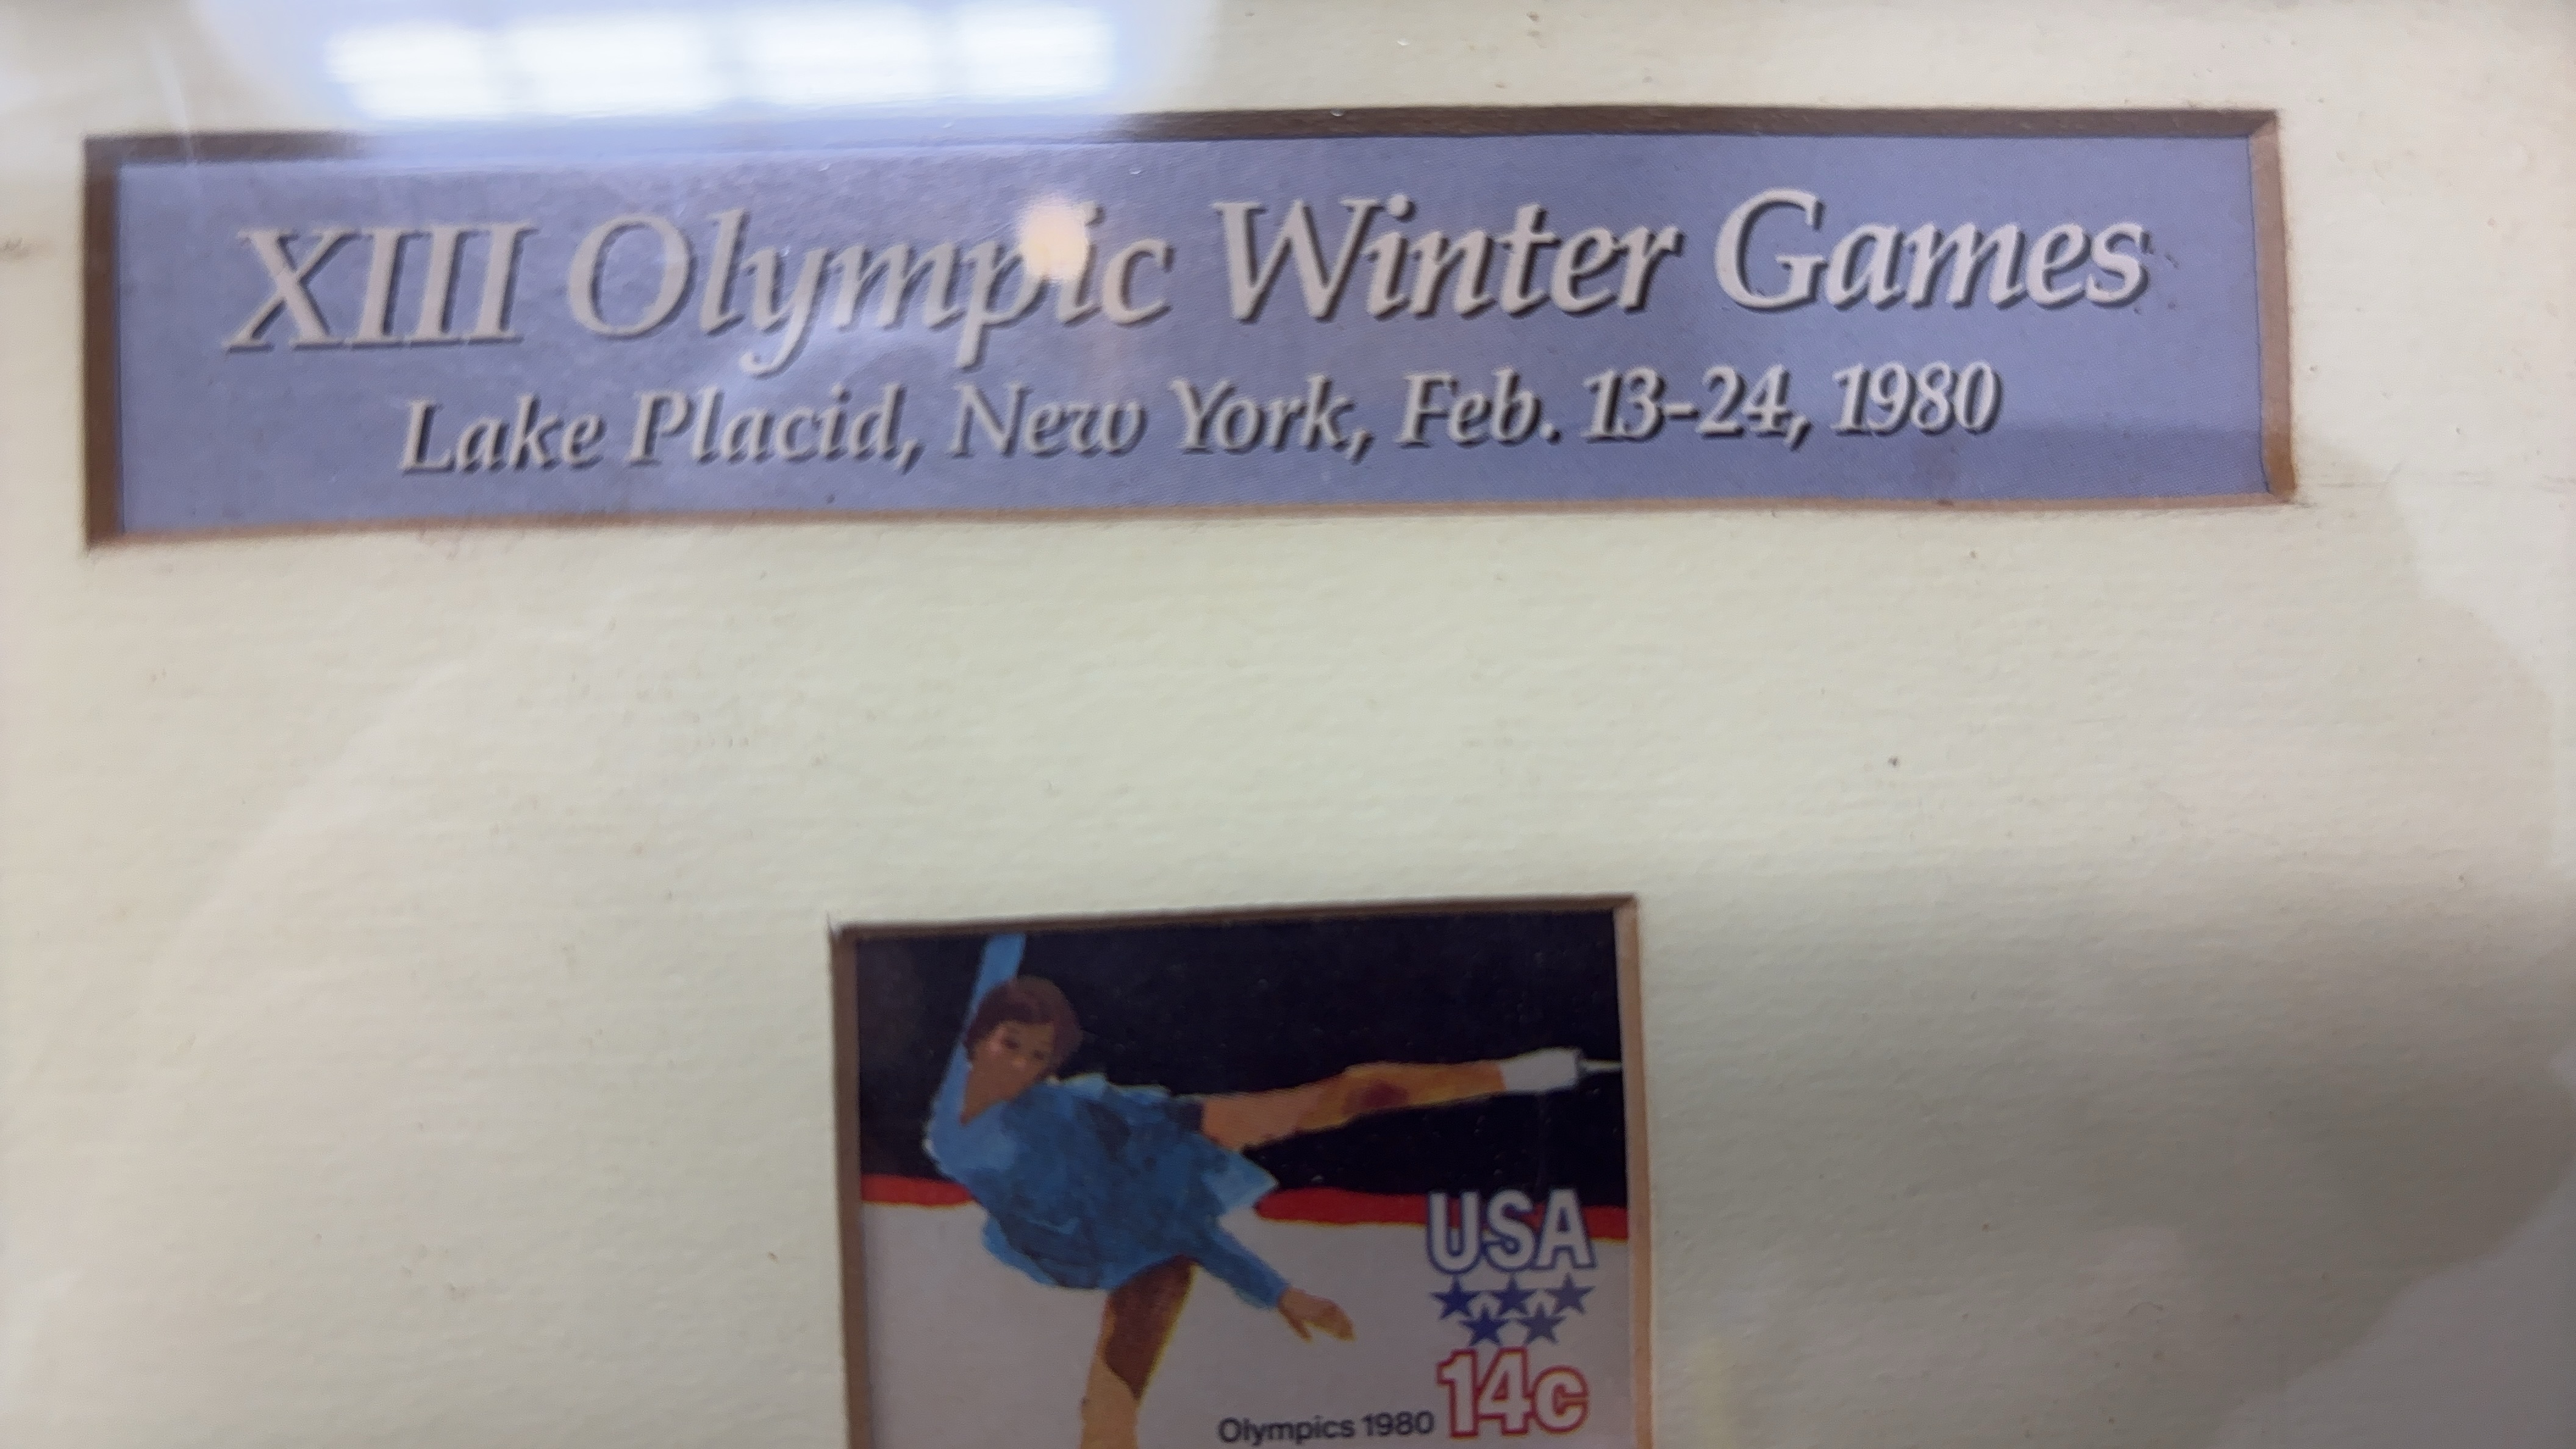 XIII Olympic Winter Games
Lake Placid, New York, Feb. 13-24, 1980
USA
14c
Olympics 1980